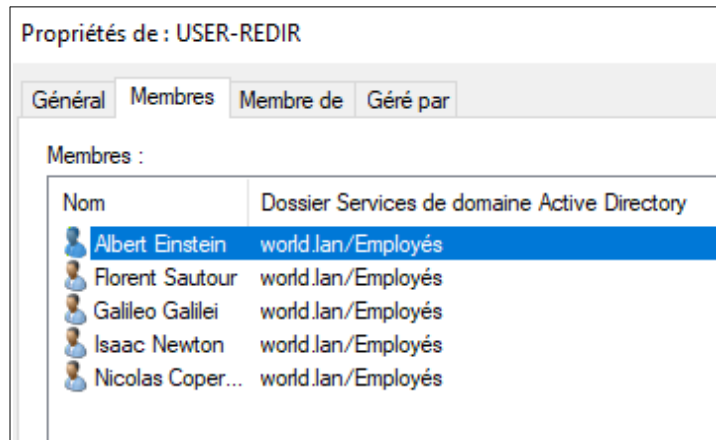 Propriétés de : USER-REDIR
Général Membres Membre de Géré par
Membres :
Nom Dossier Services de domaine Active Directory
Albert Einstein world.lan/Employés
Florent Sautour world.lan/Employés
Galileo Galilei world.lan/Employés
Isaac Newton world.lan/Employés
Nicolas Coper... world.lan/Employés